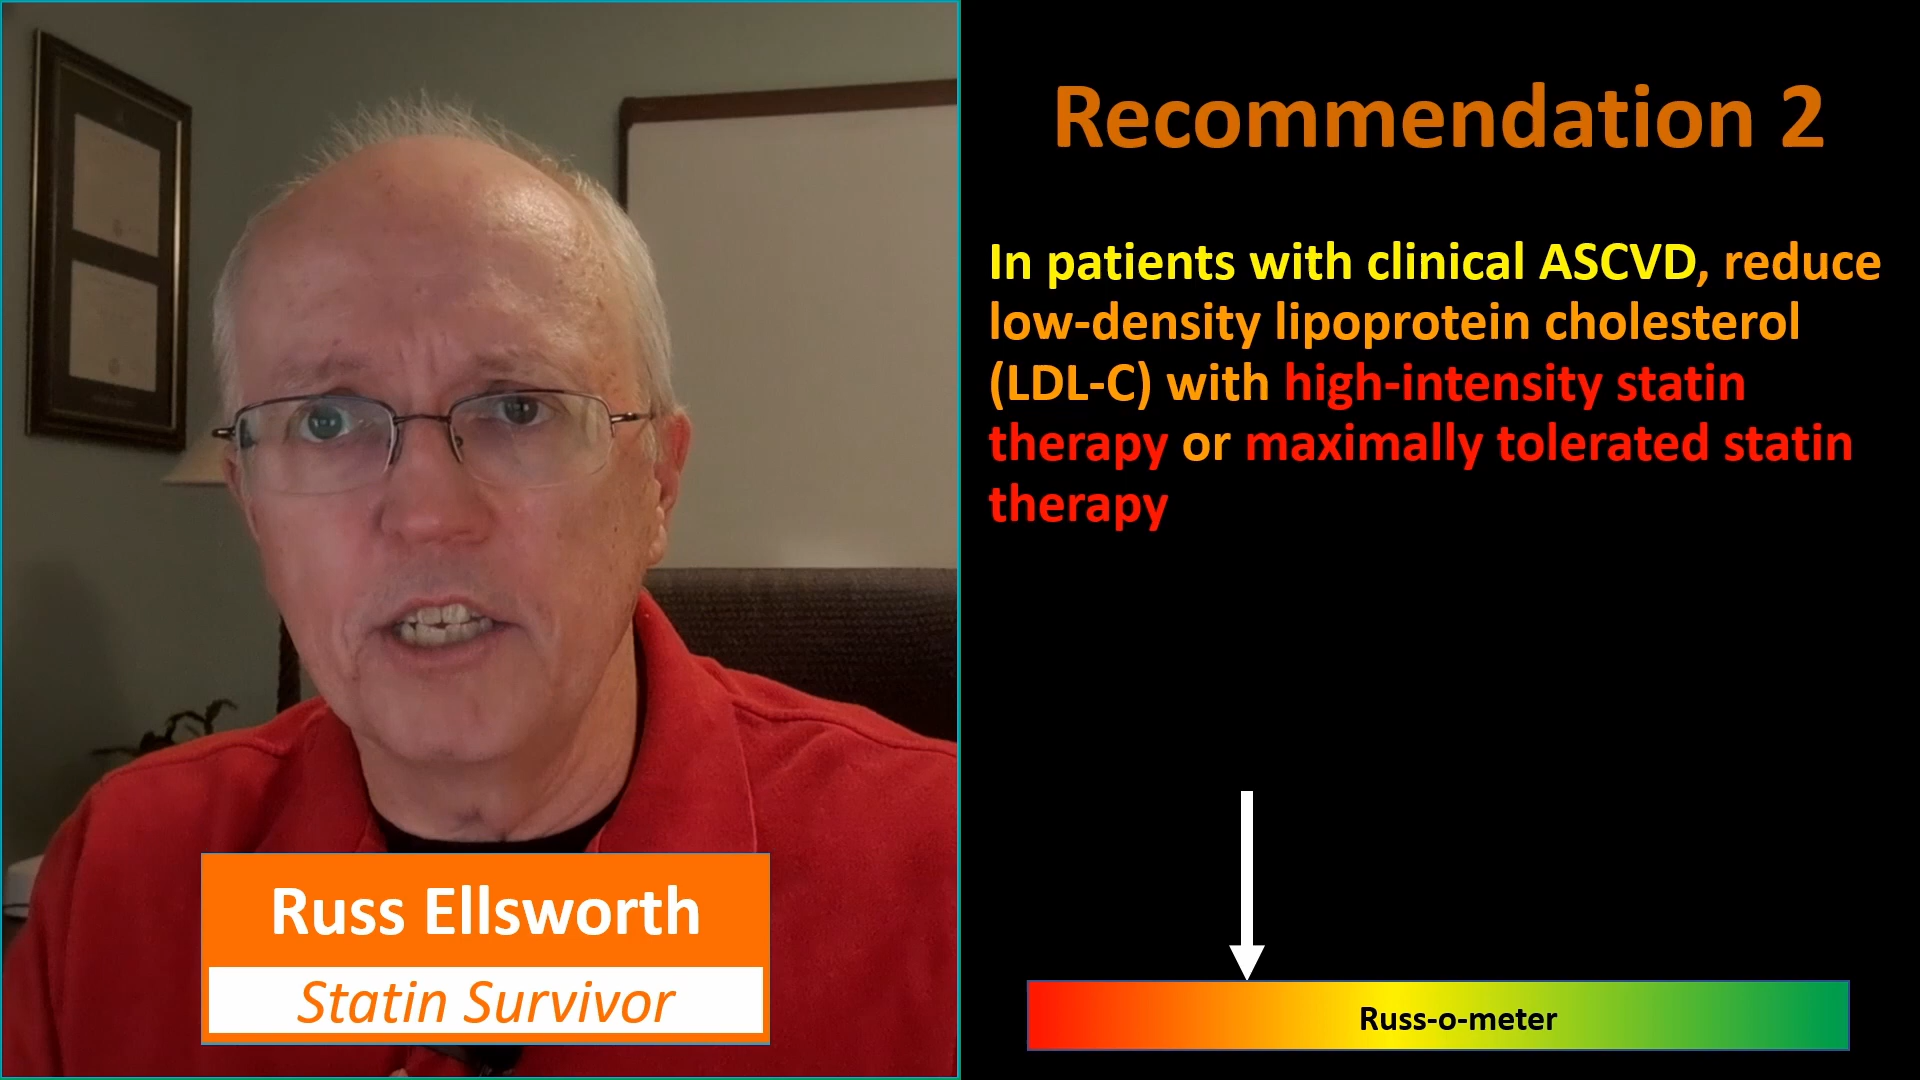 Recommendation 2
In patients with clinical ASCVD, reduce
low-density lipoprotein cholesterol
(LDL-C) with high-intensity statin
therapy or maximally tolerated statin
therapy
Russ Ellsworth
Statin Survivor
Russ-o-meter